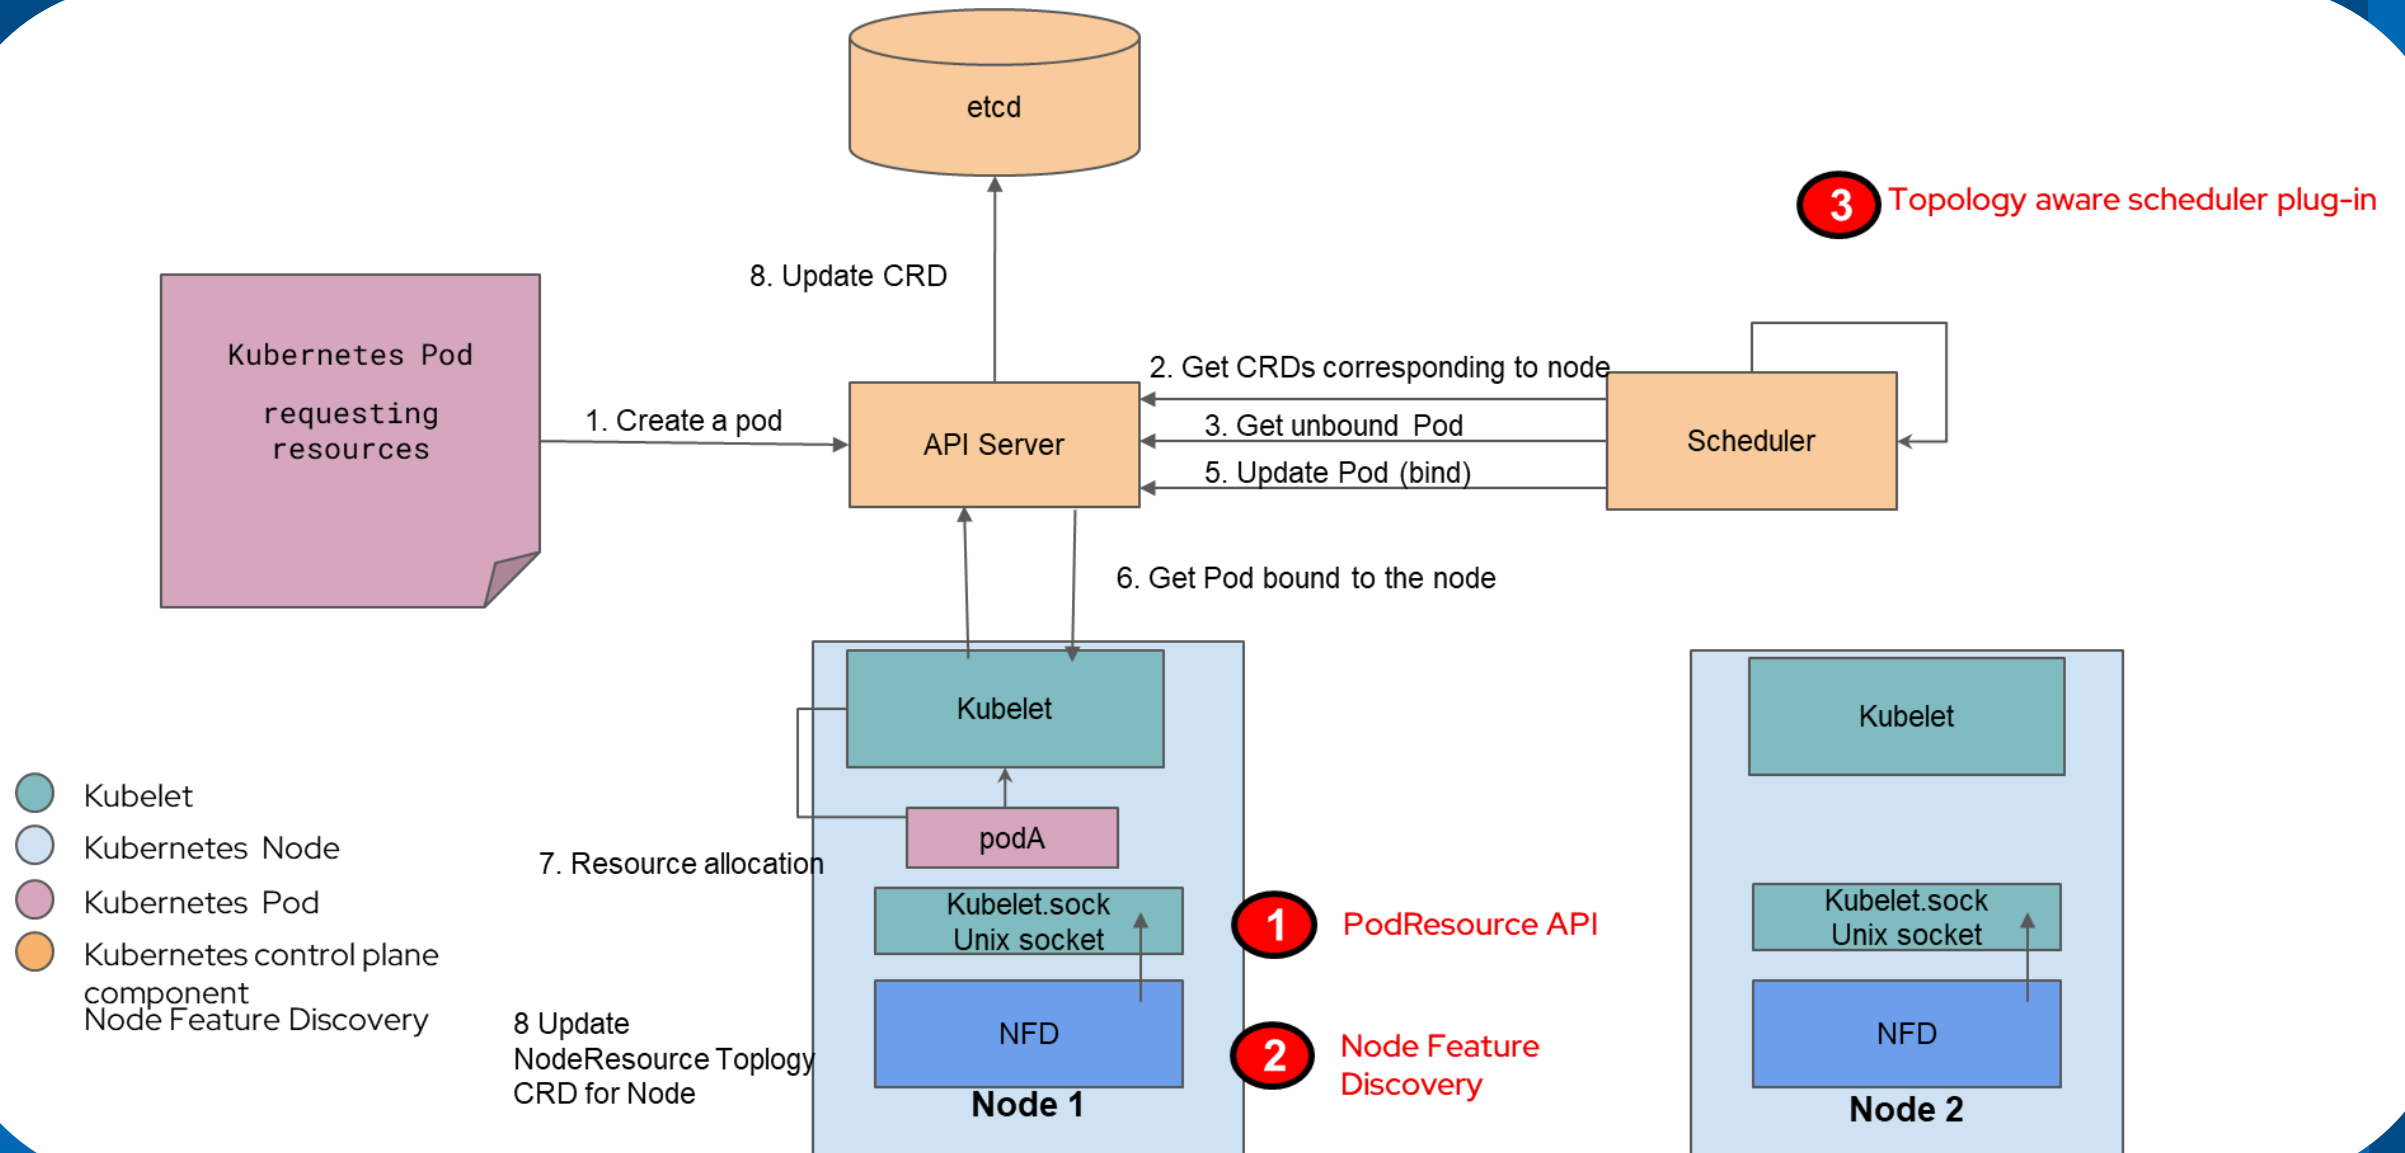 etcd
3
Topology aware scheduler plug-in
8. Update CRD
Kubernetes Pod
requesting
resources
1. Create a pod
API Server
2. Get CRDs corresponding to node
3. Get unbound Pod
5. Update Pod (bind)
Scheduler
6. Get Pod bound to the node
Kubelet
podA
7. Resource allocation
Kubelet.sock
Unix socket
1
PodResource API
NFD
2
Node Feature
Discovery
8 Update
NodeResource Toplogy
CRD for Node
Node 1
Kubelet
Kubelet.sock
Unix socket
NFD
Node 2
Kubelet
Kubernetes Node
Kubernetes Pod
Kubernetes control plane
component
Node Feature Discovery